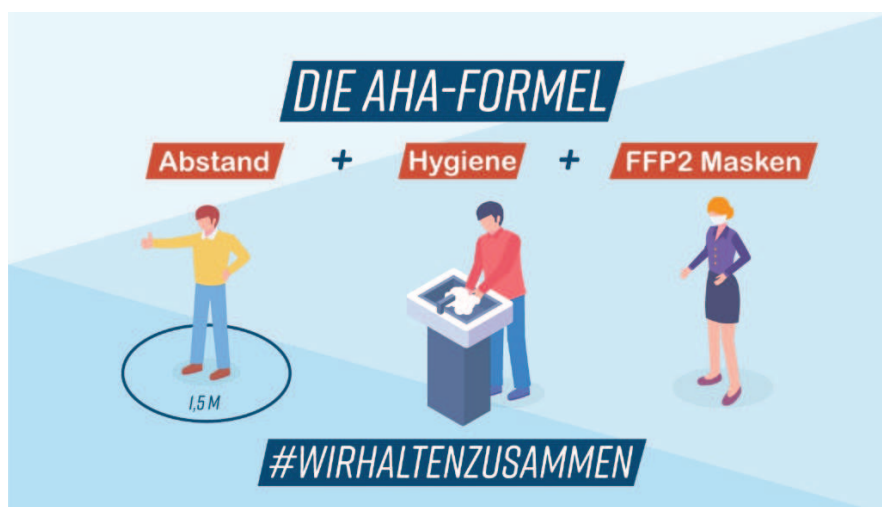 DIE AHA-FORMEL
Abstand + Hygiene + FFP2 Masken
1,5 M
#WIRHALTENZUSAMMEN